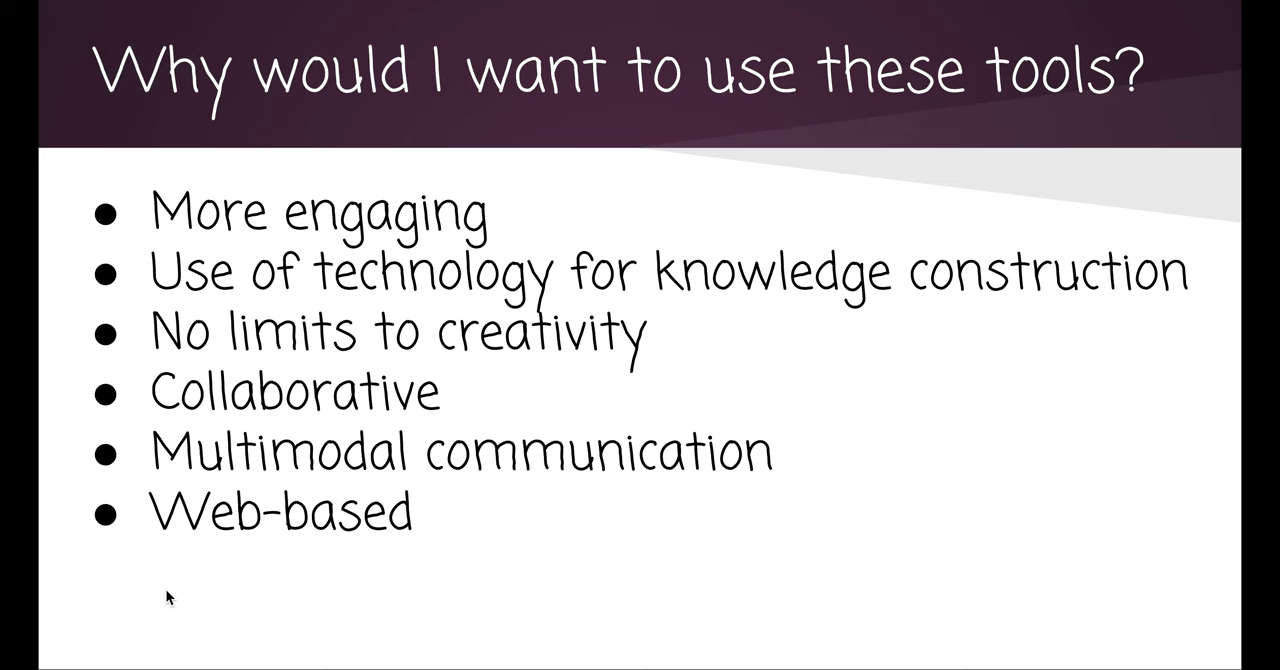 Why would I want to use these tools?
● More engaging
● Use of technology for knowledge construction
● No limits to creativity
● Collaborative
● Multimodal communication
● Web-based